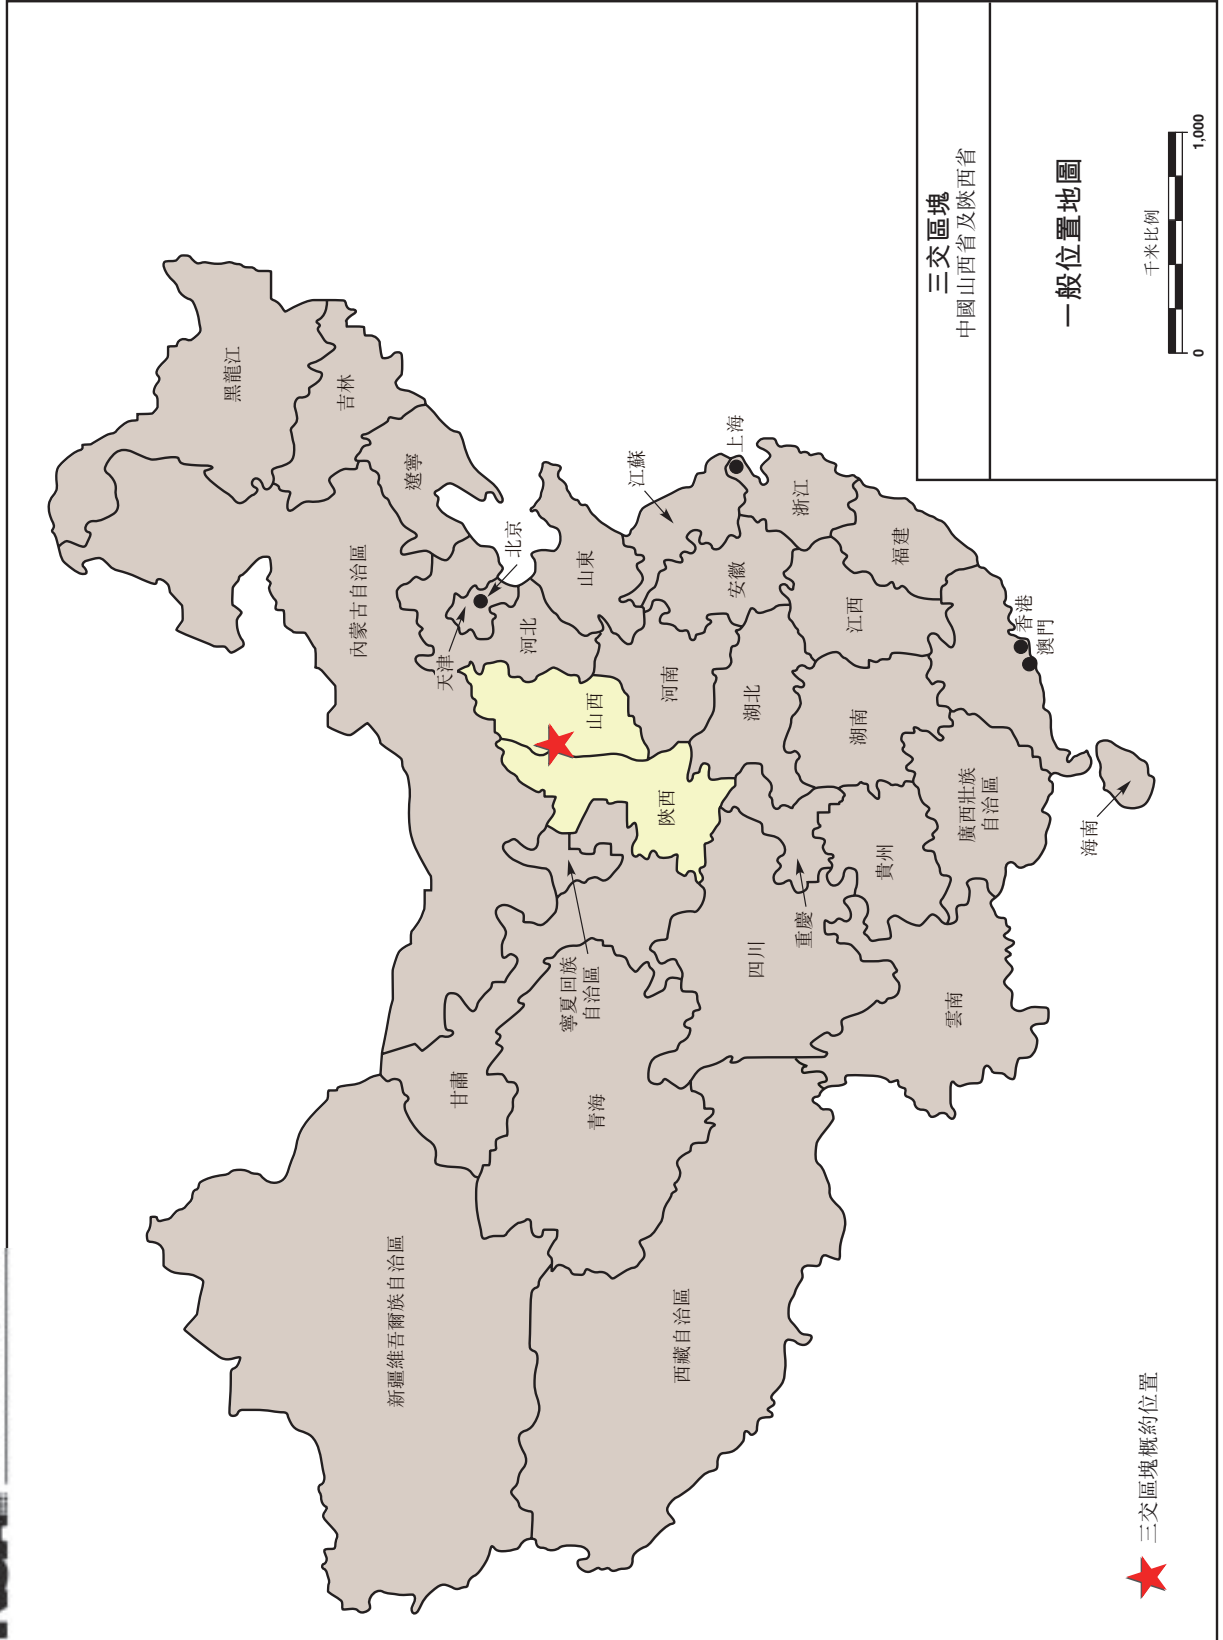 黑龍江
吉林
遼寧
內蒙古自治區
北京
天津
河北
山東
江蘇
上海
山西
陝西
河南
安徽
浙江
湖北
江西
福建
湖南
香港
澳門
寧夏回族
自治區
甘肅
青海
四川
重慶
貴州
廣西壯族
自治區
海南
雲南
新疆維吾爾族自治區
西藏自治區
三交區塊概約位置
三交區塊
中國山西省及陝西省
一般位置地圖
千米比例
0
1,000